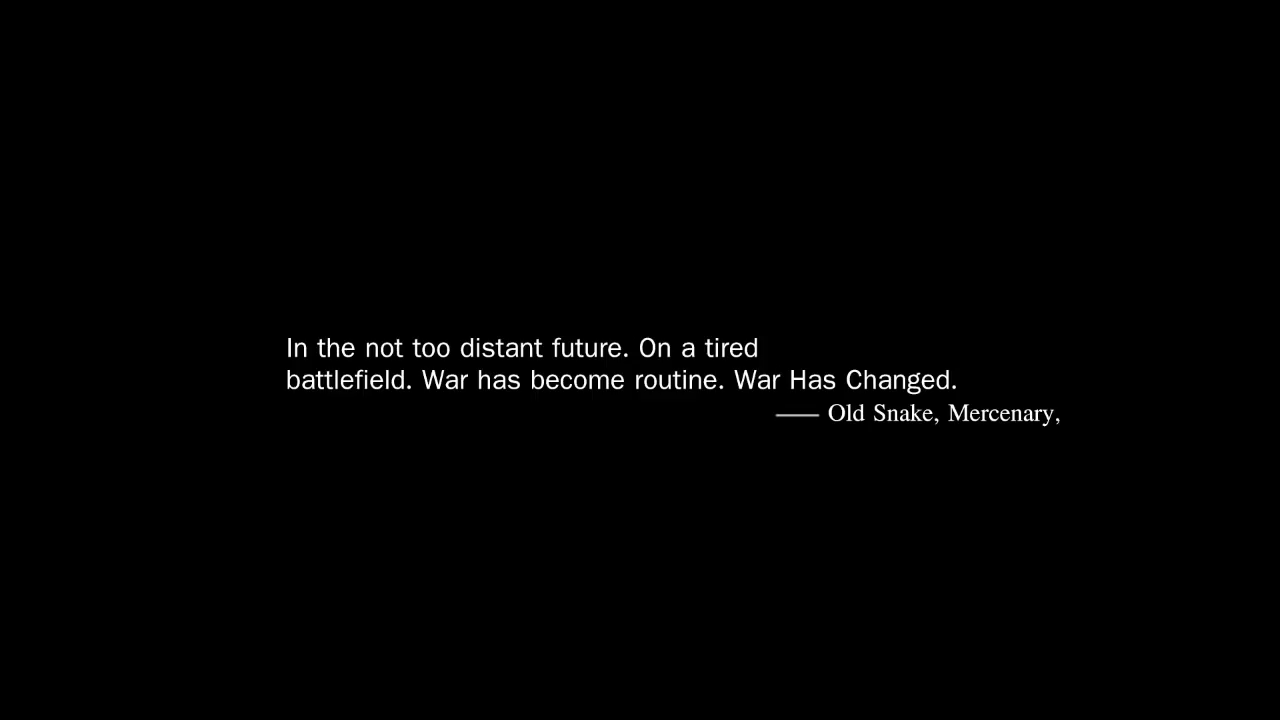 In the not too distant future. On a tired
battlefield. War has become routine. War Has Changed.
—— Old Snake, Mercenary,